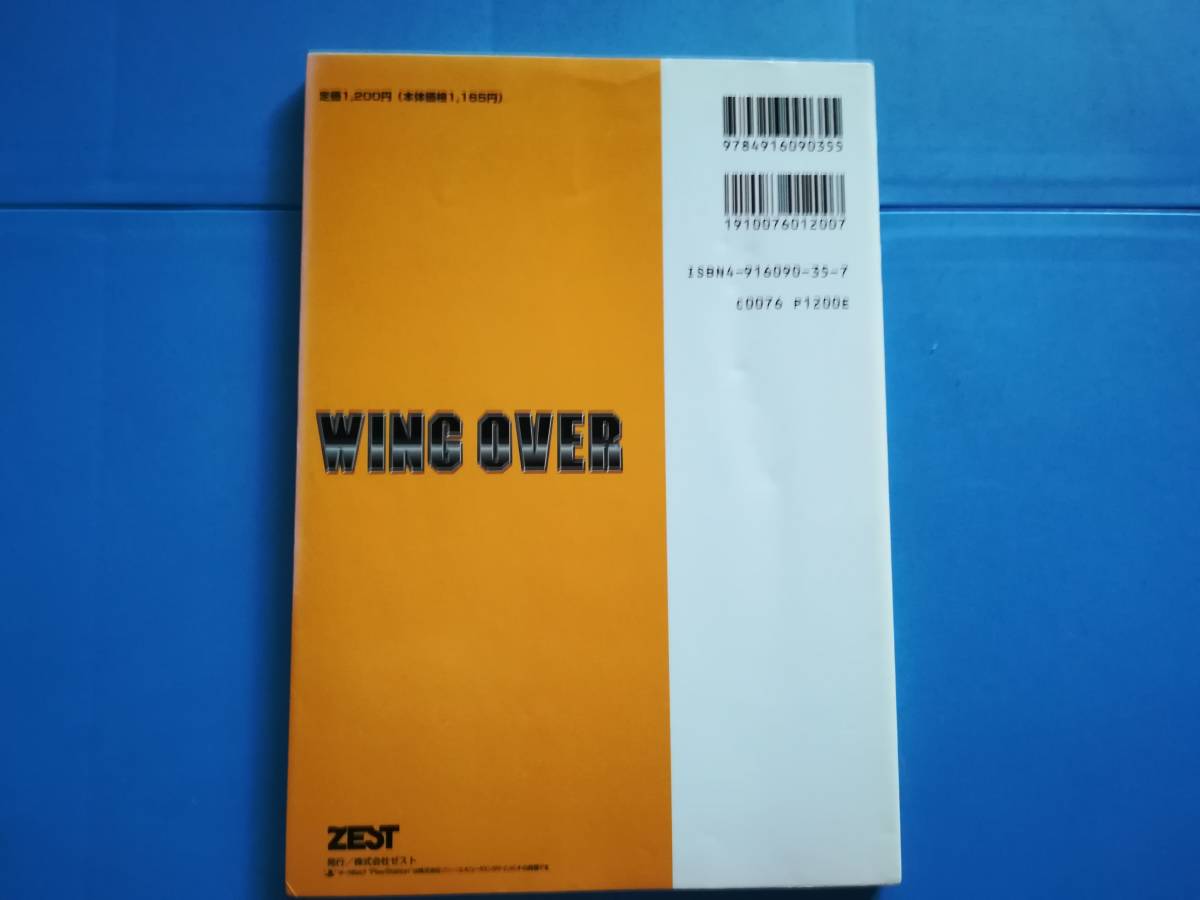 定価1,200円（本体価格1,165円）
9784916090355
1910076012007
ISBN4-916090-35-7
C0076 P1200E
WING OVER
ZEST
発行／株式会社ゼスト
"PlayStation"